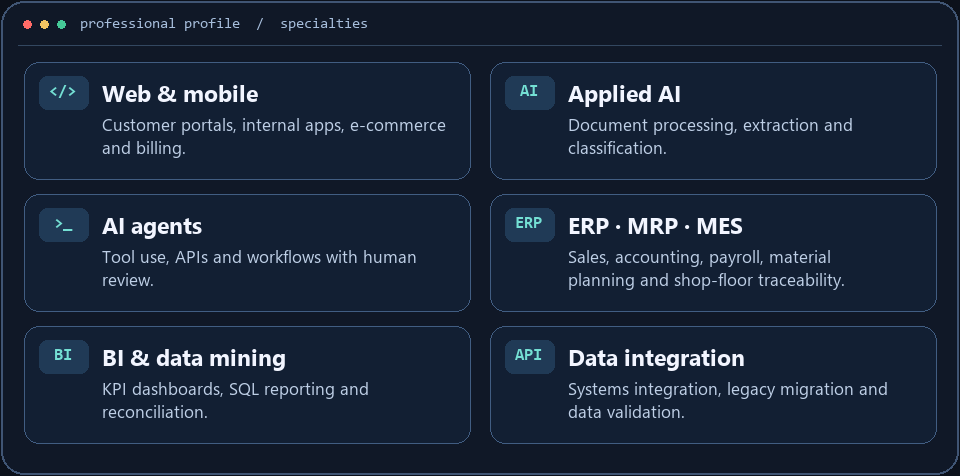 professional profile / specialties
</>
Web & mobile
Customer portals, internal apps, e-commerce
and billing.
AI
Applied AI
Document processing, extraction and
classification.
>_
AI agents
Tool use, APIs and workflows with human
review.
ERP
ERP · MRP · MES
Sales, accounting, payroll, material
planning and shop-floor traceability.
BI
BI & data mining
KPI dashboards, SQL reporting and
reconciliation.
API
Data integration
Systems integration, legacy migration and
data validation.